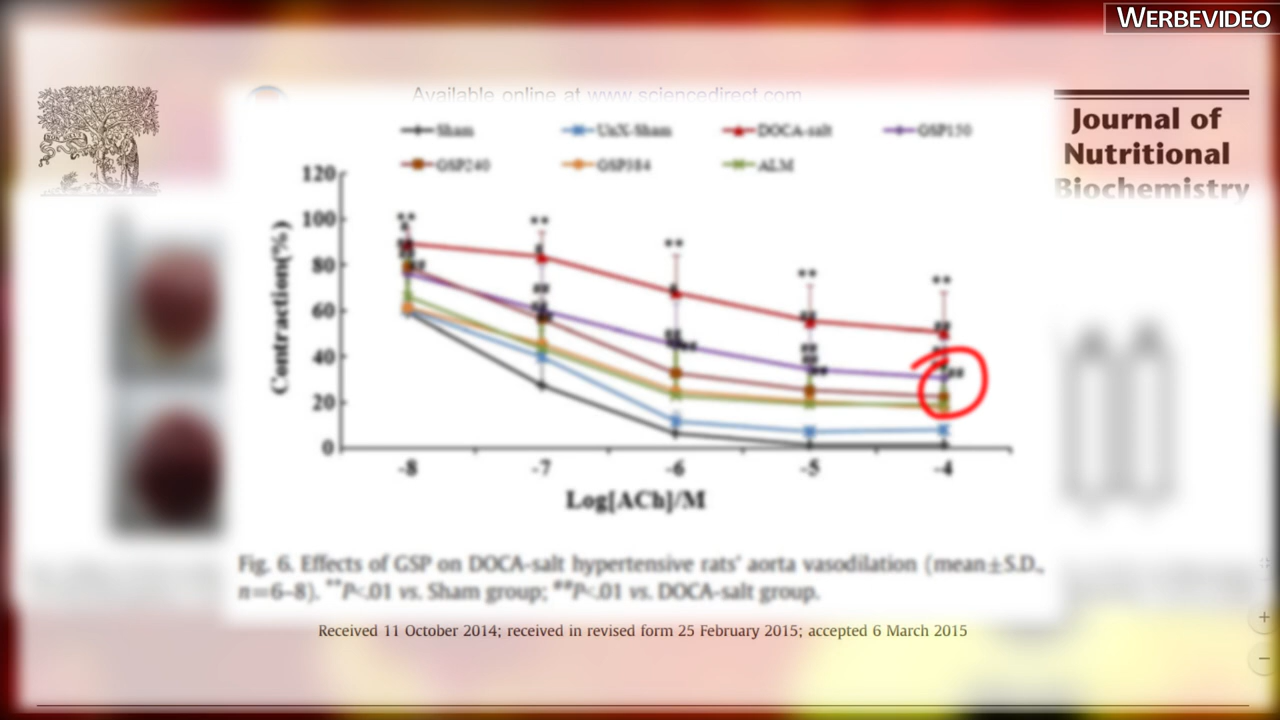 WERBEVIDEO
Available online at www.sciencedirect.com
Journal of
Nutritional
Biochemistry
Sham
UnX-Sham
DOCA-salt
GSP150
GSP240
GSP384
ALM
120
100
80
60
40
20
0
Contraction(%)
-8 -7 -6 -5 -4
Log[ACh]/M
Fig. 6. Effects of GSP on DOCA-salt hypertensive rats' aorta vasodilation (mean±S.D.,
n=6–8). **P<.01 vs. Sham group; ##P<.01 vs. DOCA-salt group.
Received 11 October 2014; received in revised form 25 February 2015; accepted 6 March 2015